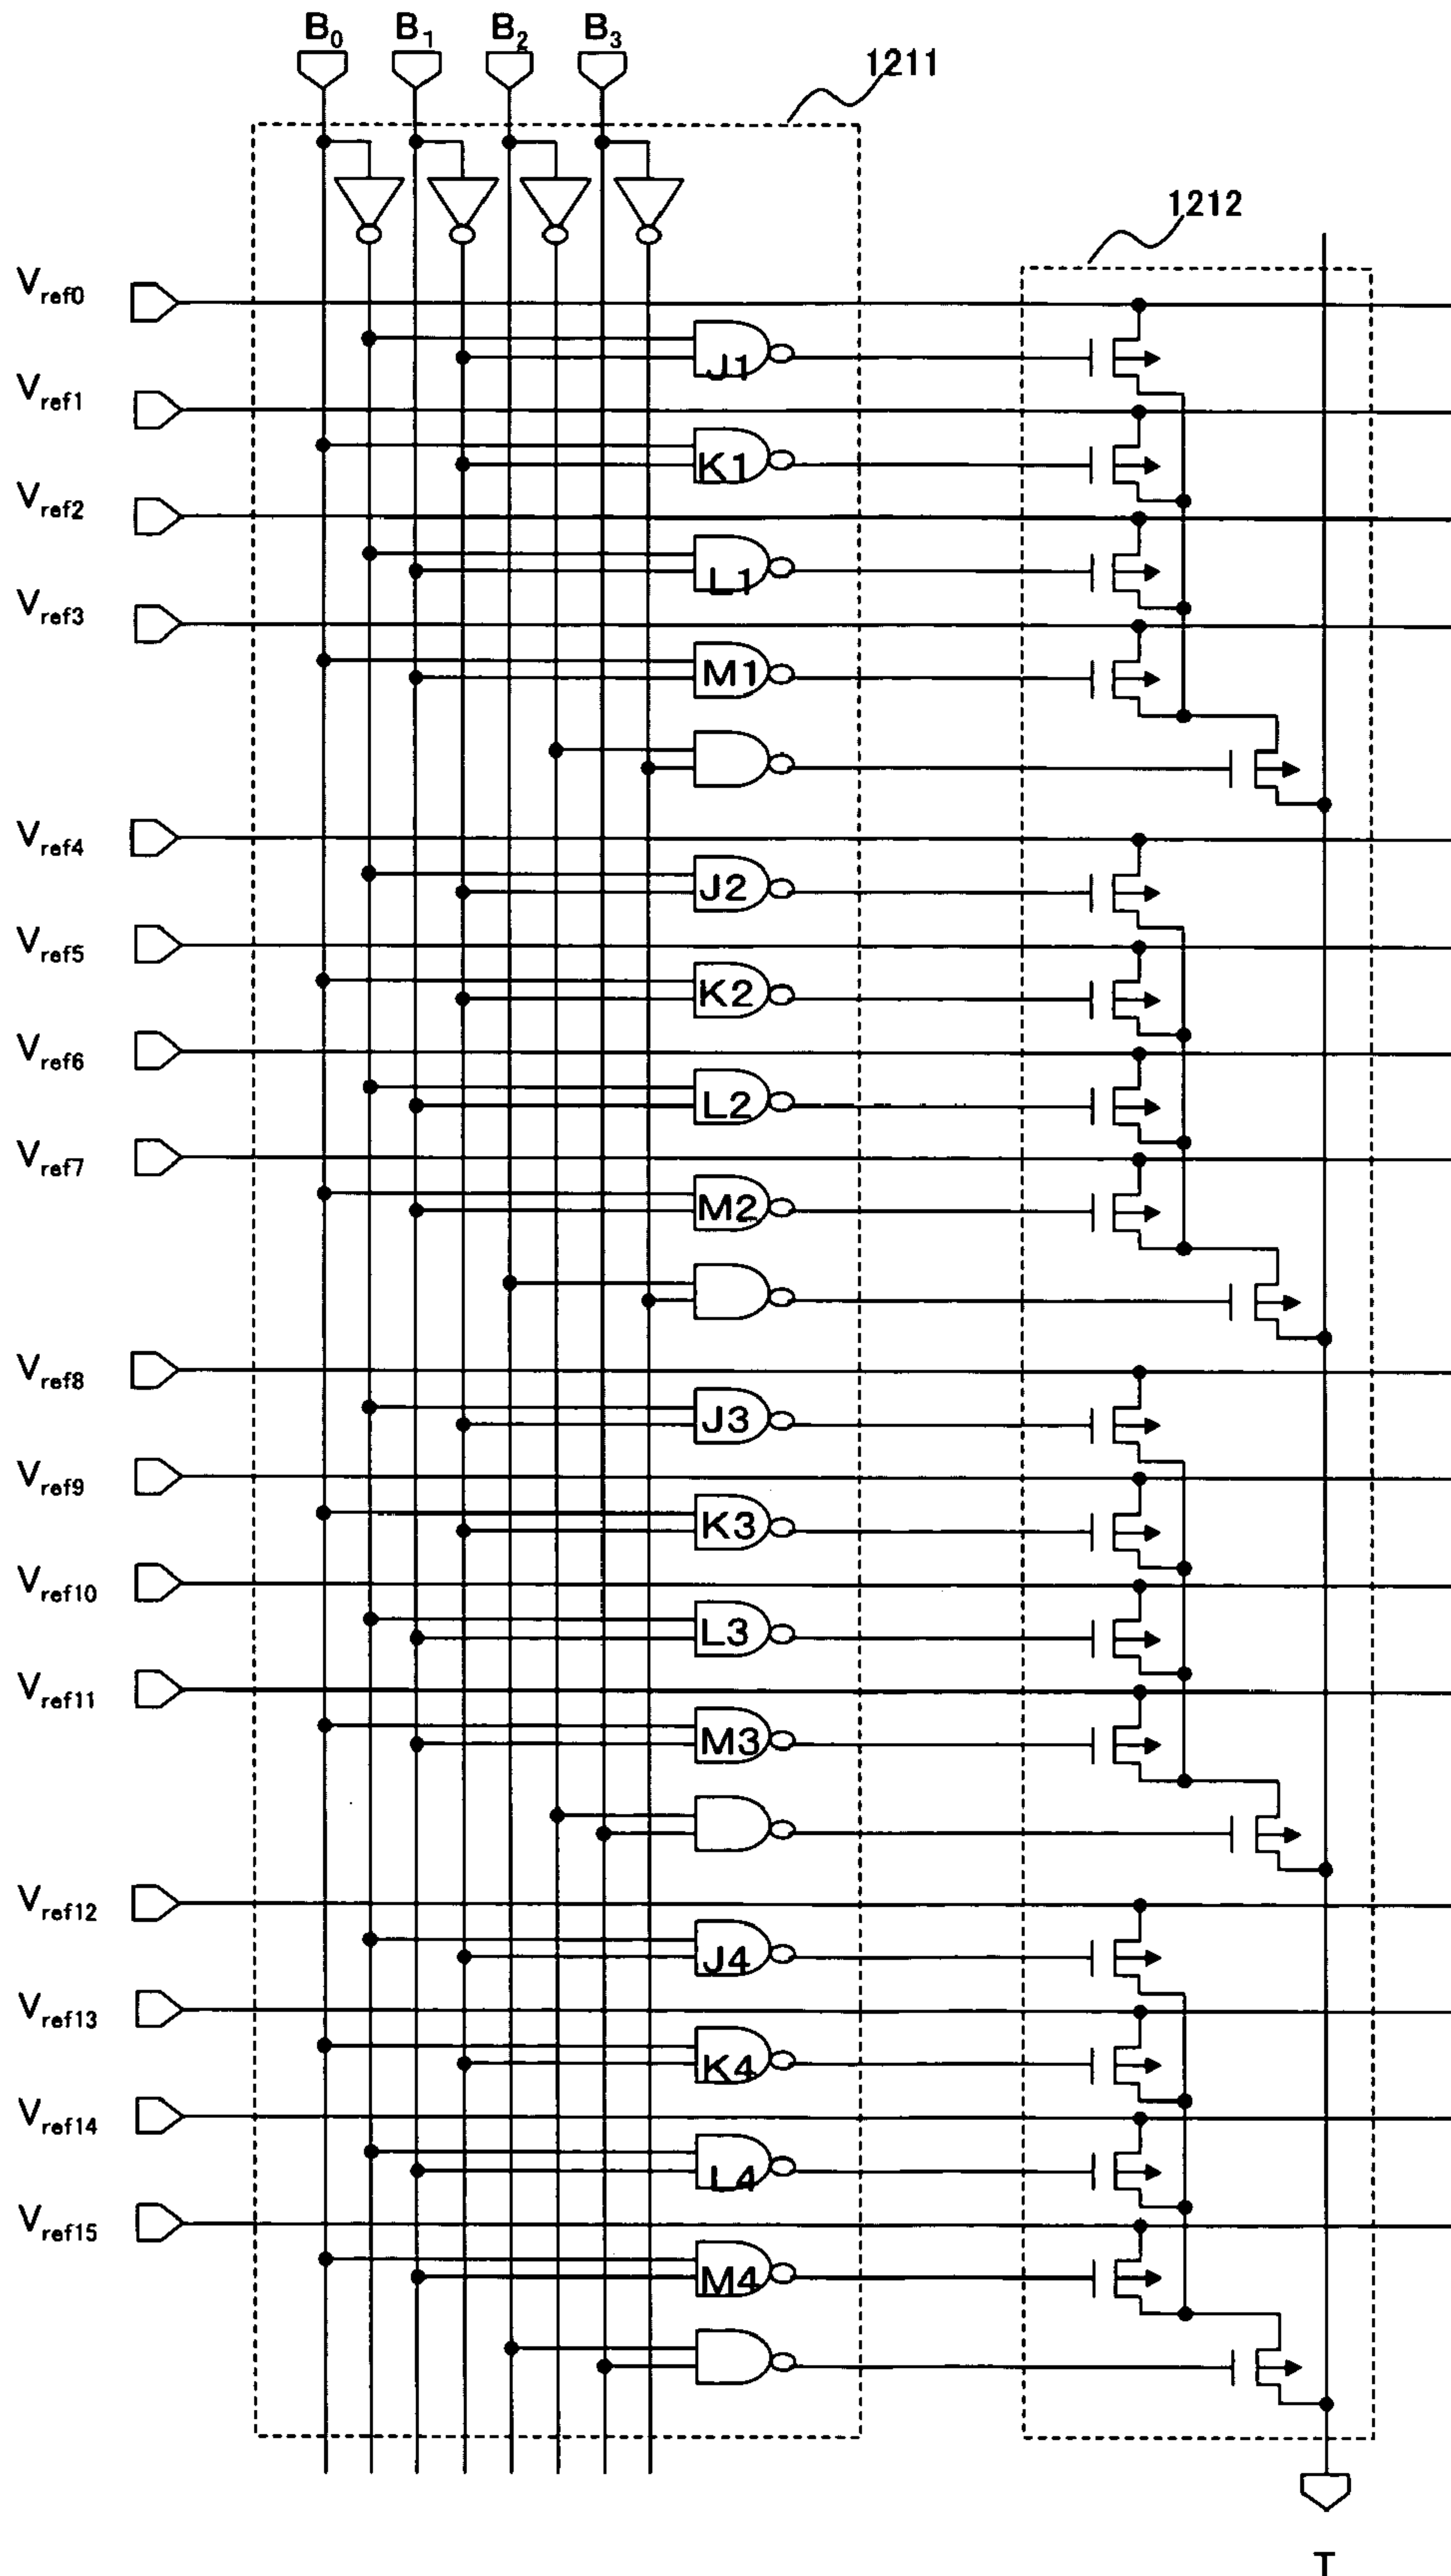 B0 B1 B2 B3
1211
1212
Vref0
J1
Vref1
K1
Vref2
L1
Vref3
M1
Vref4
J2
Vref5
K2
Vref6
L2
Vref7
M2
Vref8
J3
Vref9
K3
Vref10
L3
Vref11
M3
Vref12
J4
Vref13
K4
Vref14
L4
Vref15
M4
T